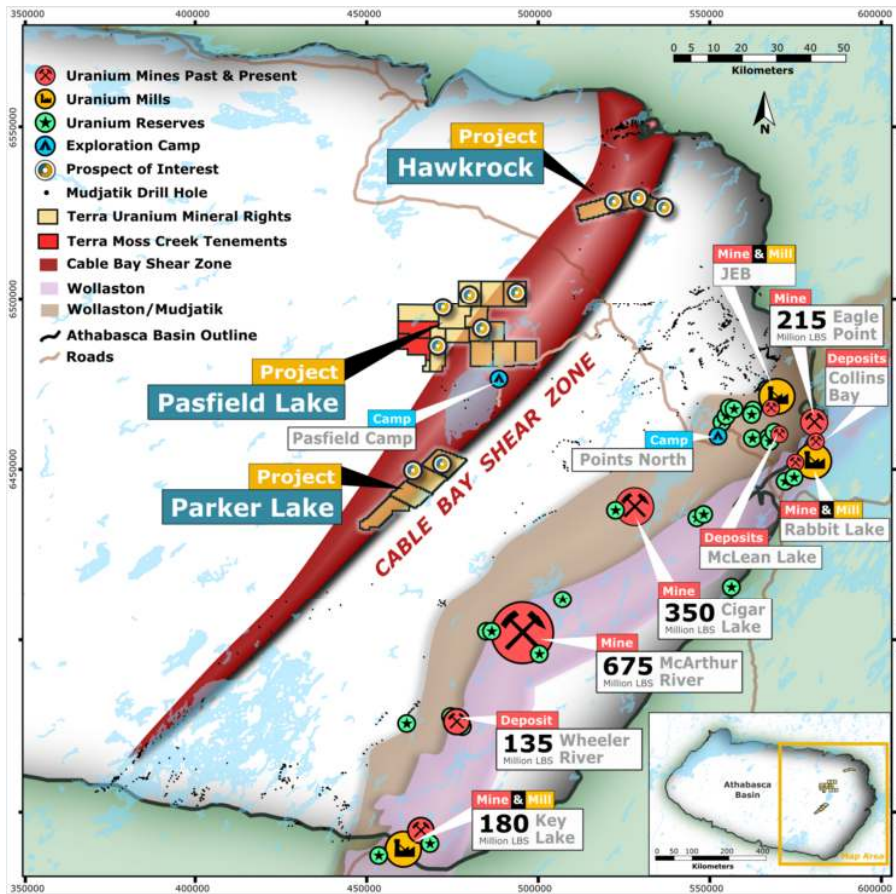 350000 400000 450000 500000 550000 600000
6550000
6500000
6450000
Uranium Mines Past & Present
Uranium Mills
Uranium Reserves
Exploration Camp
Prospect of Interest
Mudjatik Drill Hole
Terra Uranium Mineral Rights
Terra Moss Creek Tenements
Cable Bay Shear Zone
Wollaston
Wollaston/Mudjatik
Athabasca Basin Outline
Roads
0 5 10 20 30 40 50
Kilometers
N
Project
Hawkrock
Project
Pasfield Lake
Camp
Pasfield Camp
Project
Parker Lake
CABLE BAY SHEAR ZONE
Mine & Mill
JEB
Mine
215 Eagle Point
Million LBS
Deposits
Collins
Bay
Camp
Points North
Mine & Mill
Rabbit Lake
Deposits
McLean Lake
Mine
350 Cigar Lake
Million LBS
Mine
675 McArthur River
Million LBS
Deposit
135 Wheeler River
Million LBS
Mine & Mill
180 Key Lake
Million LBS
Athabasca
Basin
0 50 100 200 300 400
Kilometers
Map Area
350000 400000 450000 500000 550000 600000